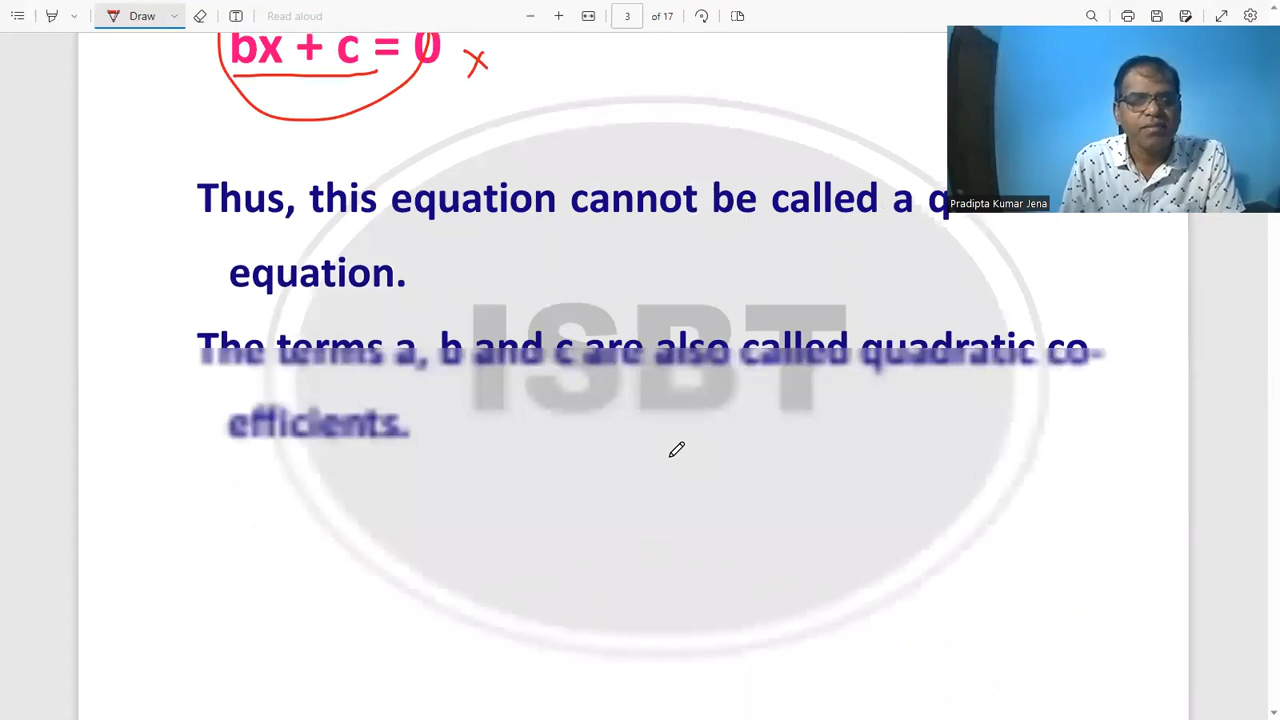 Draw
Read aloud
3
of 17
bx + c = 0 x
Pradipta Kumar Jena
Thus, this equation cannot be called a q
equation.
ISBT
The terms a, b and c are also called quadratic co-
efficients.